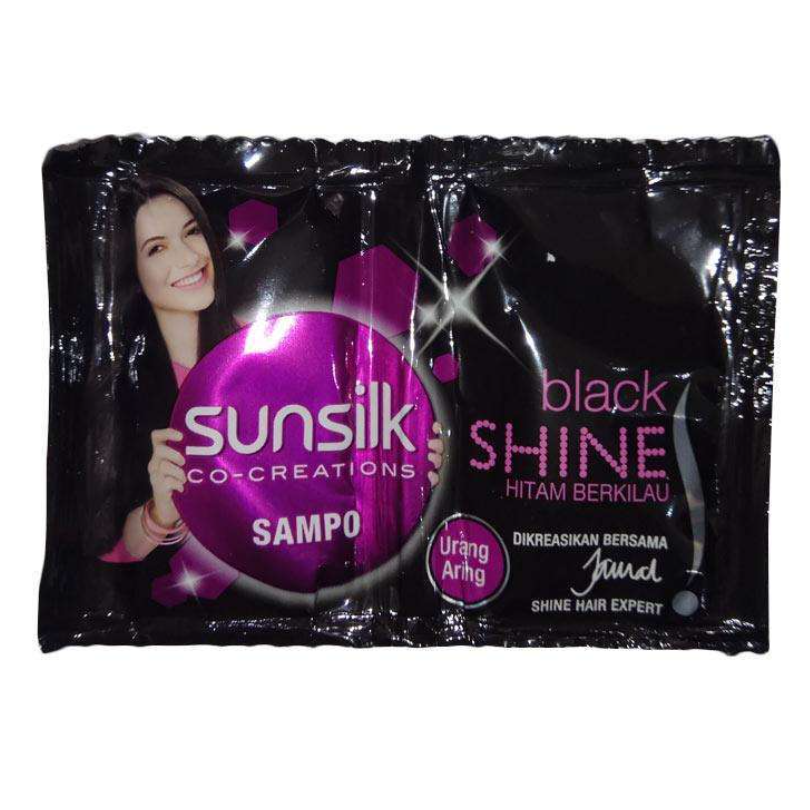 sunsilk
CO-CREATIONS
SAMPO
black
SHINE
HITAM BERKILAU
Urang
Aring
DIKREASIKAN BERSAMA
SHINE HAIR EXPERT